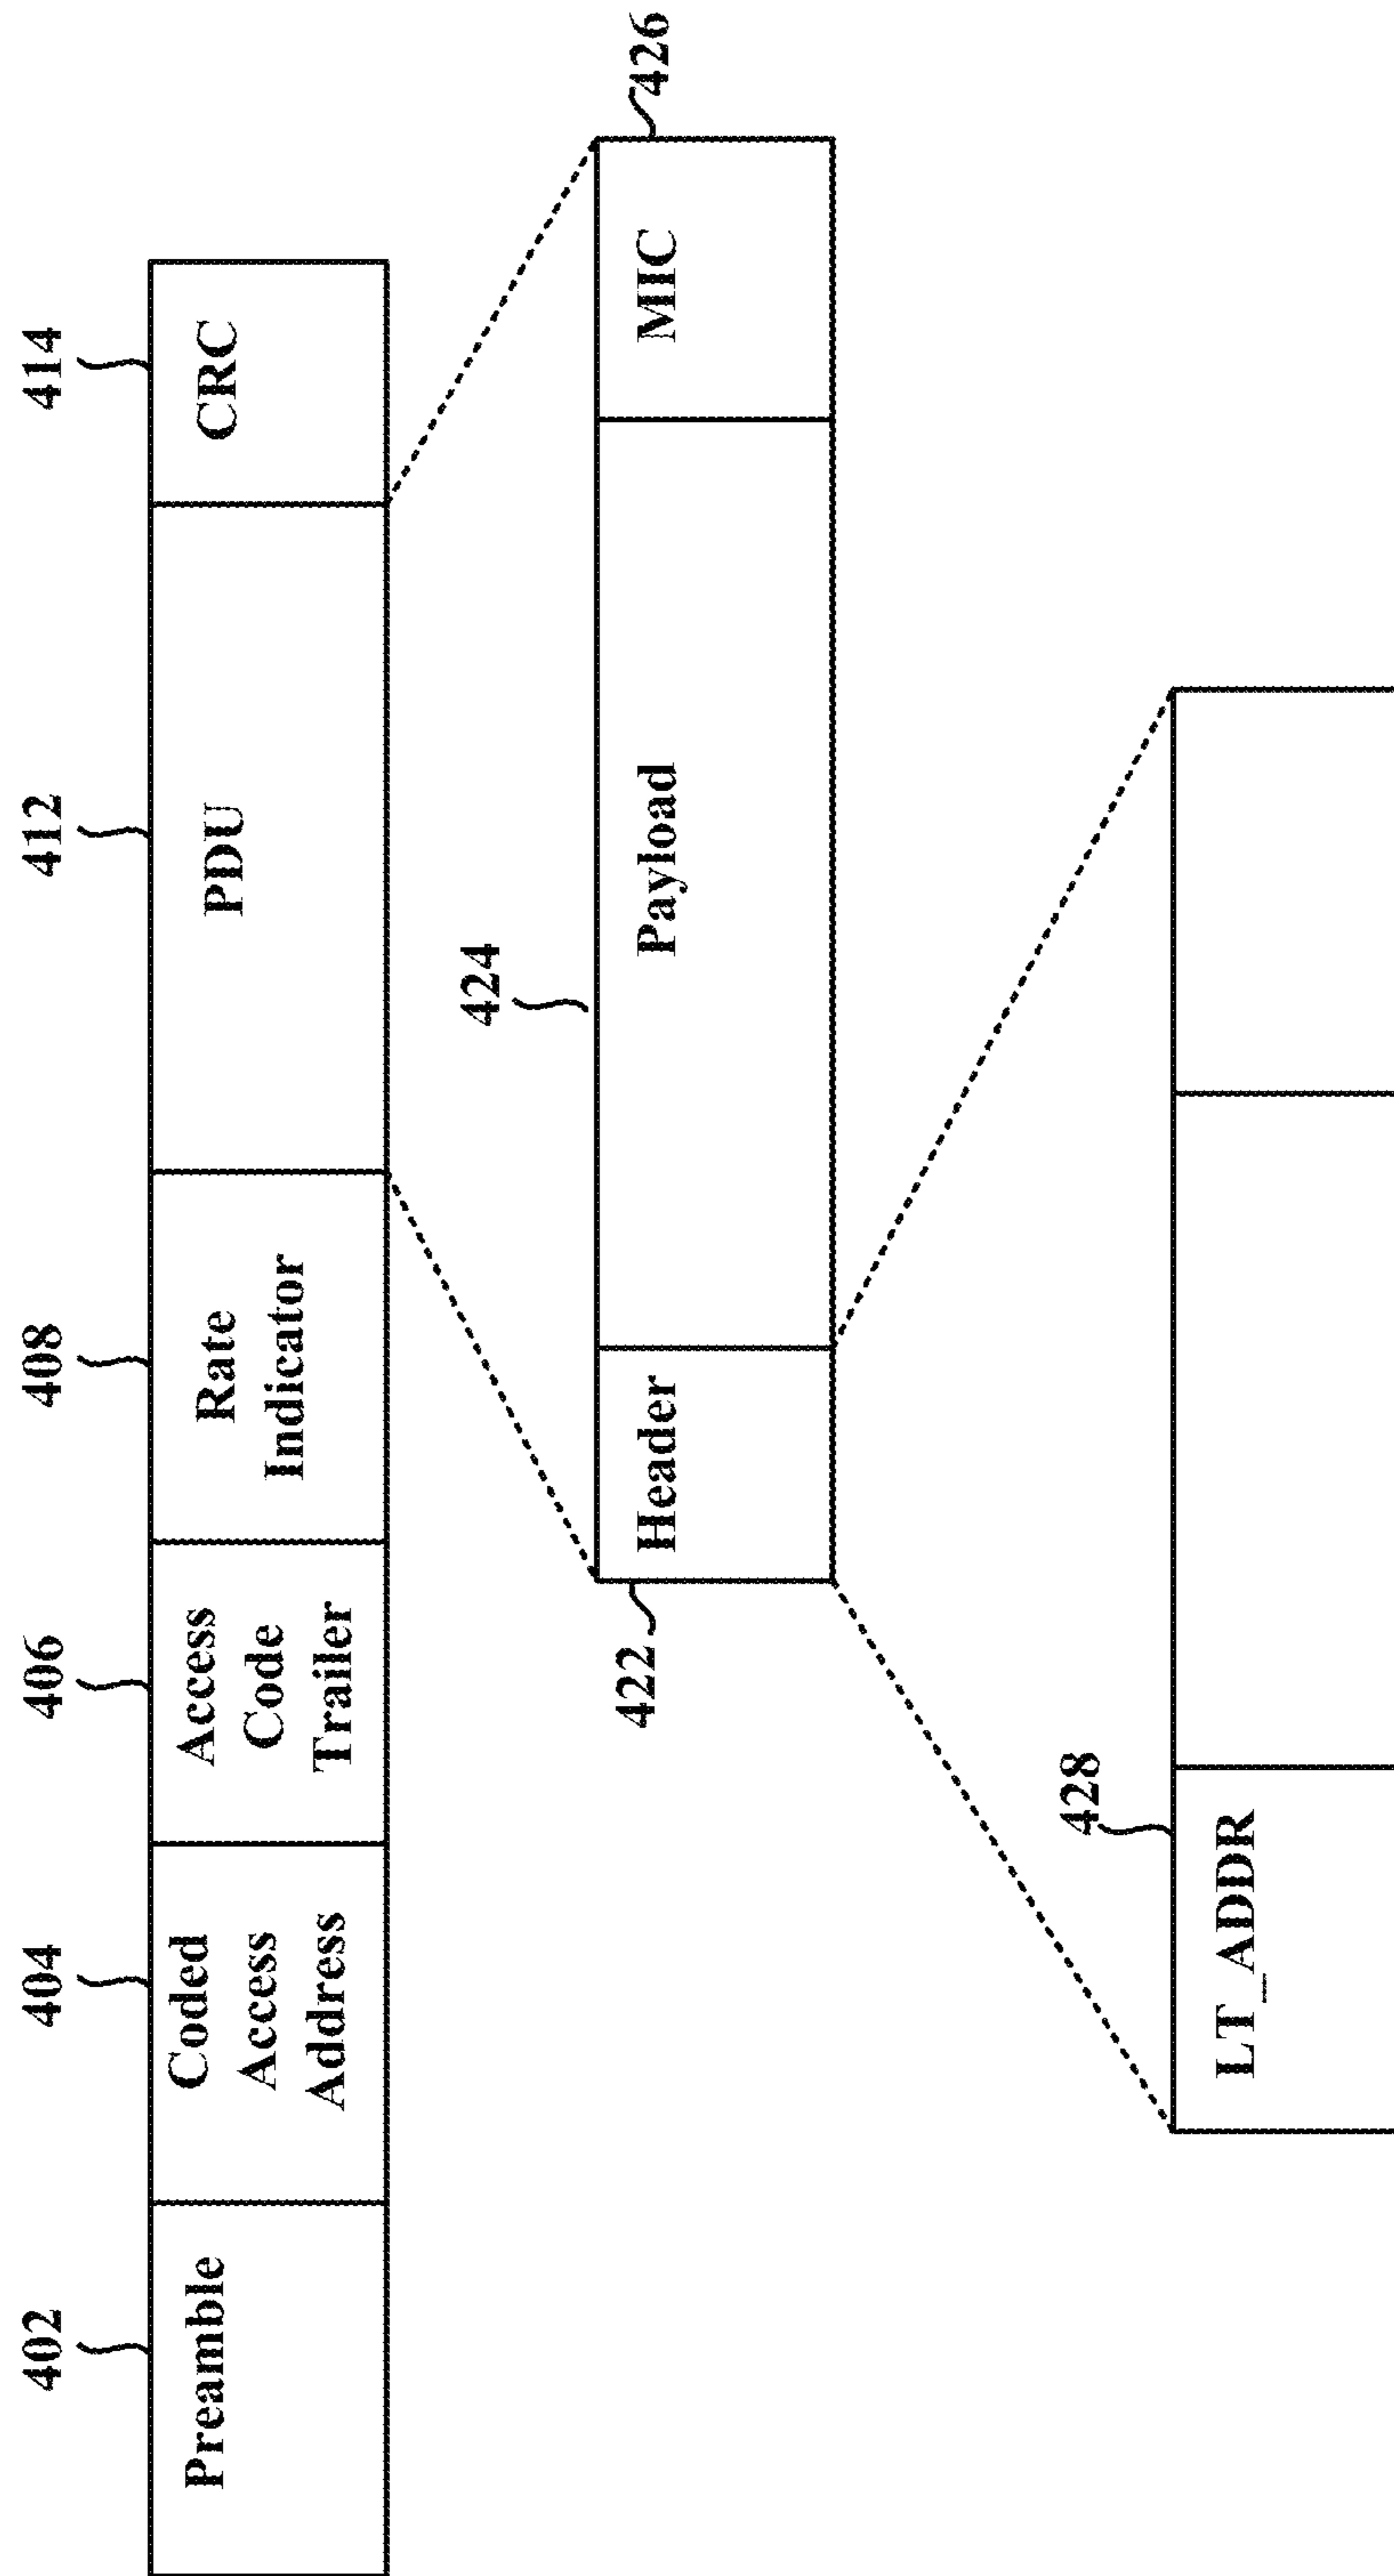 402
404
406
408
412
414
Preamble
Coded
Access
Address
Access
Code
Trailer
Rate
Indicator
PDU
CRC
422
424
426
Header
Payload
MIC
428
LT_ADDR